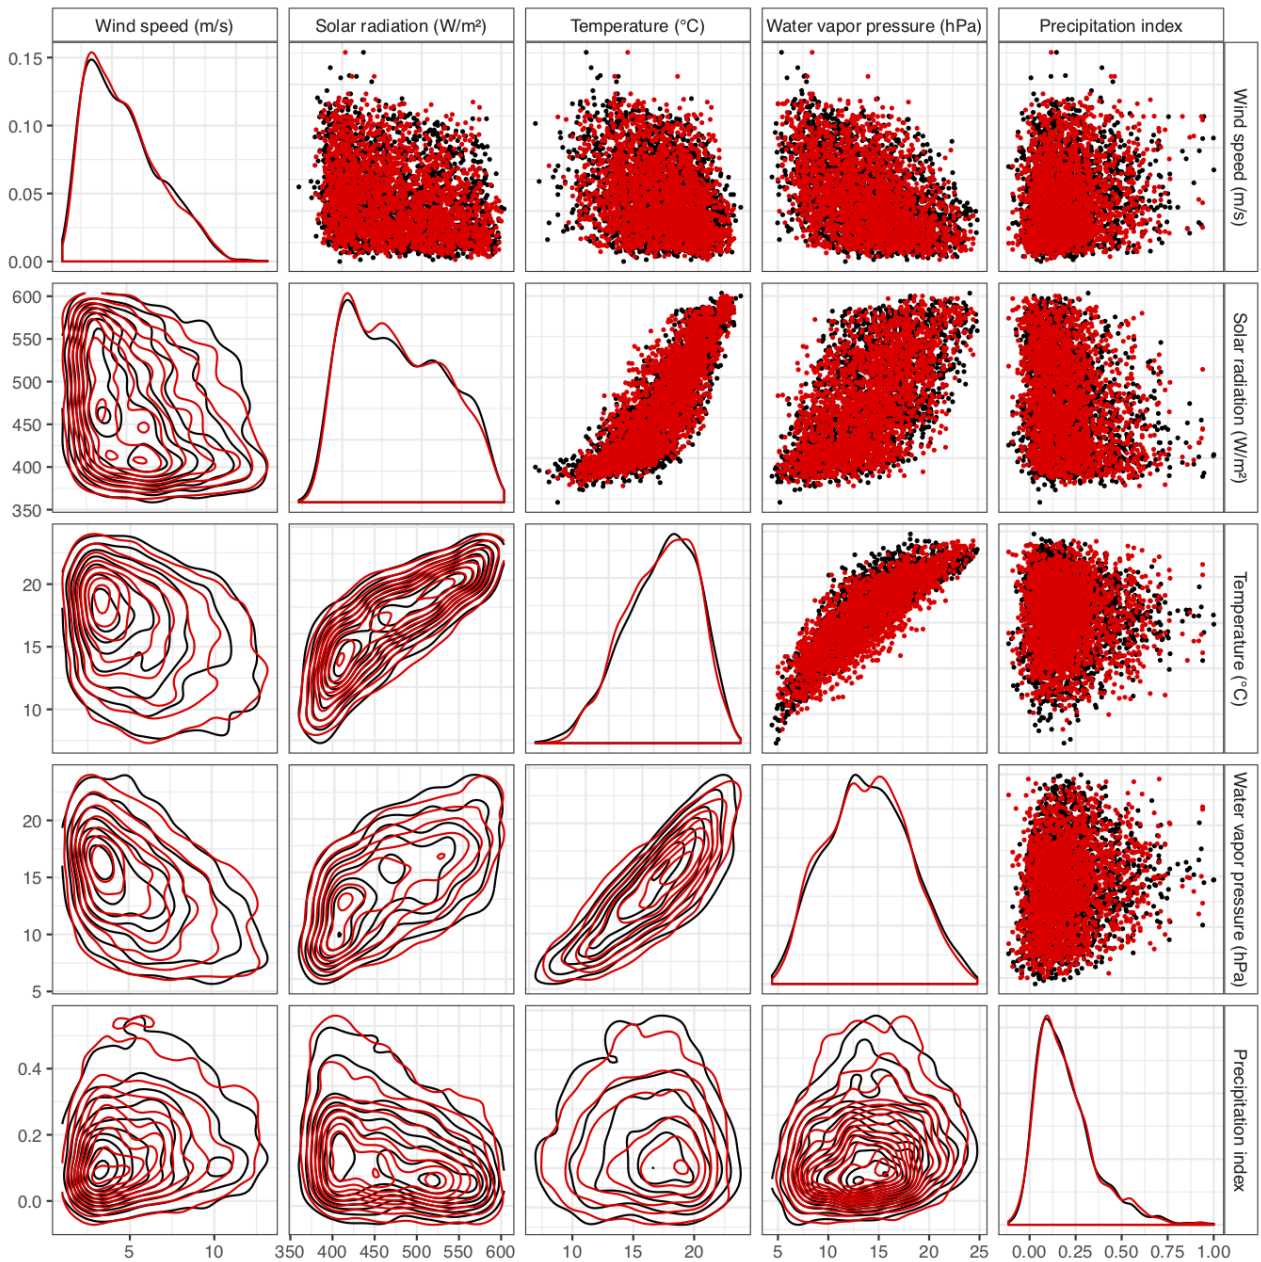 Wind speed (m/s) Solar radiation (W/m²) Temperature (°C) Water vapor pressure (hPa) Precipitation index
0.15
0.10
0.05
0.00
Wind speed (m/s)
600
550
500
450
400
350
Solar radiation (W/m²)
20
15
10
Temperature (°C)
20
15
10
5
Water vapor pressure (hPa)
0.4
0.2
0.0
Precipitation index
5 10 350 400 450 500 550 600 10 15 20 5 10 15 20 25 0.00 0.25 0.50 0.75 1.00